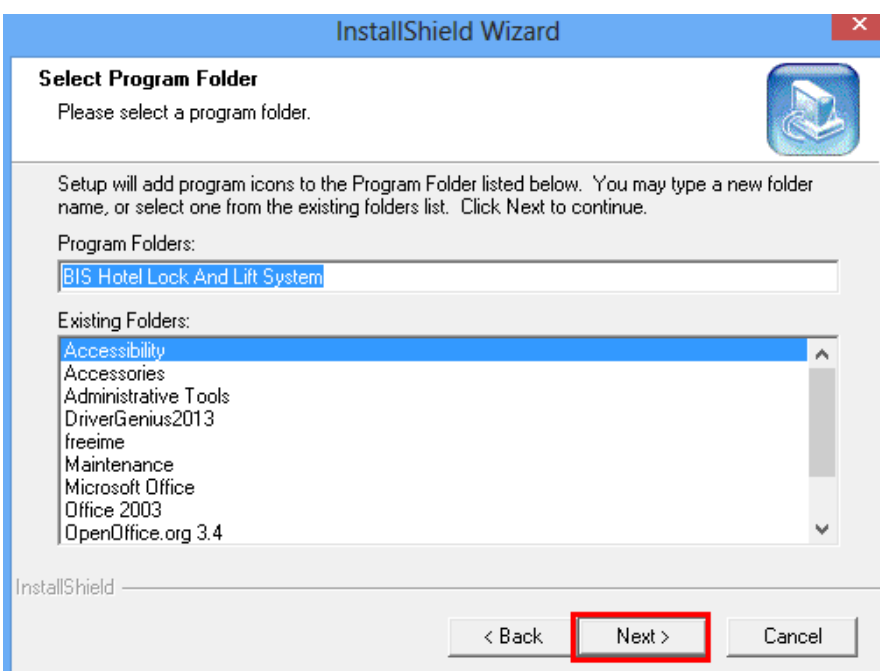 InstallShield Wizard
Select Program Folder
Please select a program folder.
Setup will add program icons to the Program Folder listed below. You may type a new folder
name, or select one from the existing folders list. Click Next to continue.
Program Folders:
BIS Hotel Lock And Lift System
Existing Folders:
Accessibility
Accessories
Administrative Tools
DriverGenius2013
freeime
Maintenance
Microsoft Office
Office 2003
OpenOffice.org 3.4
InstallShield
< Back Next > Cancel